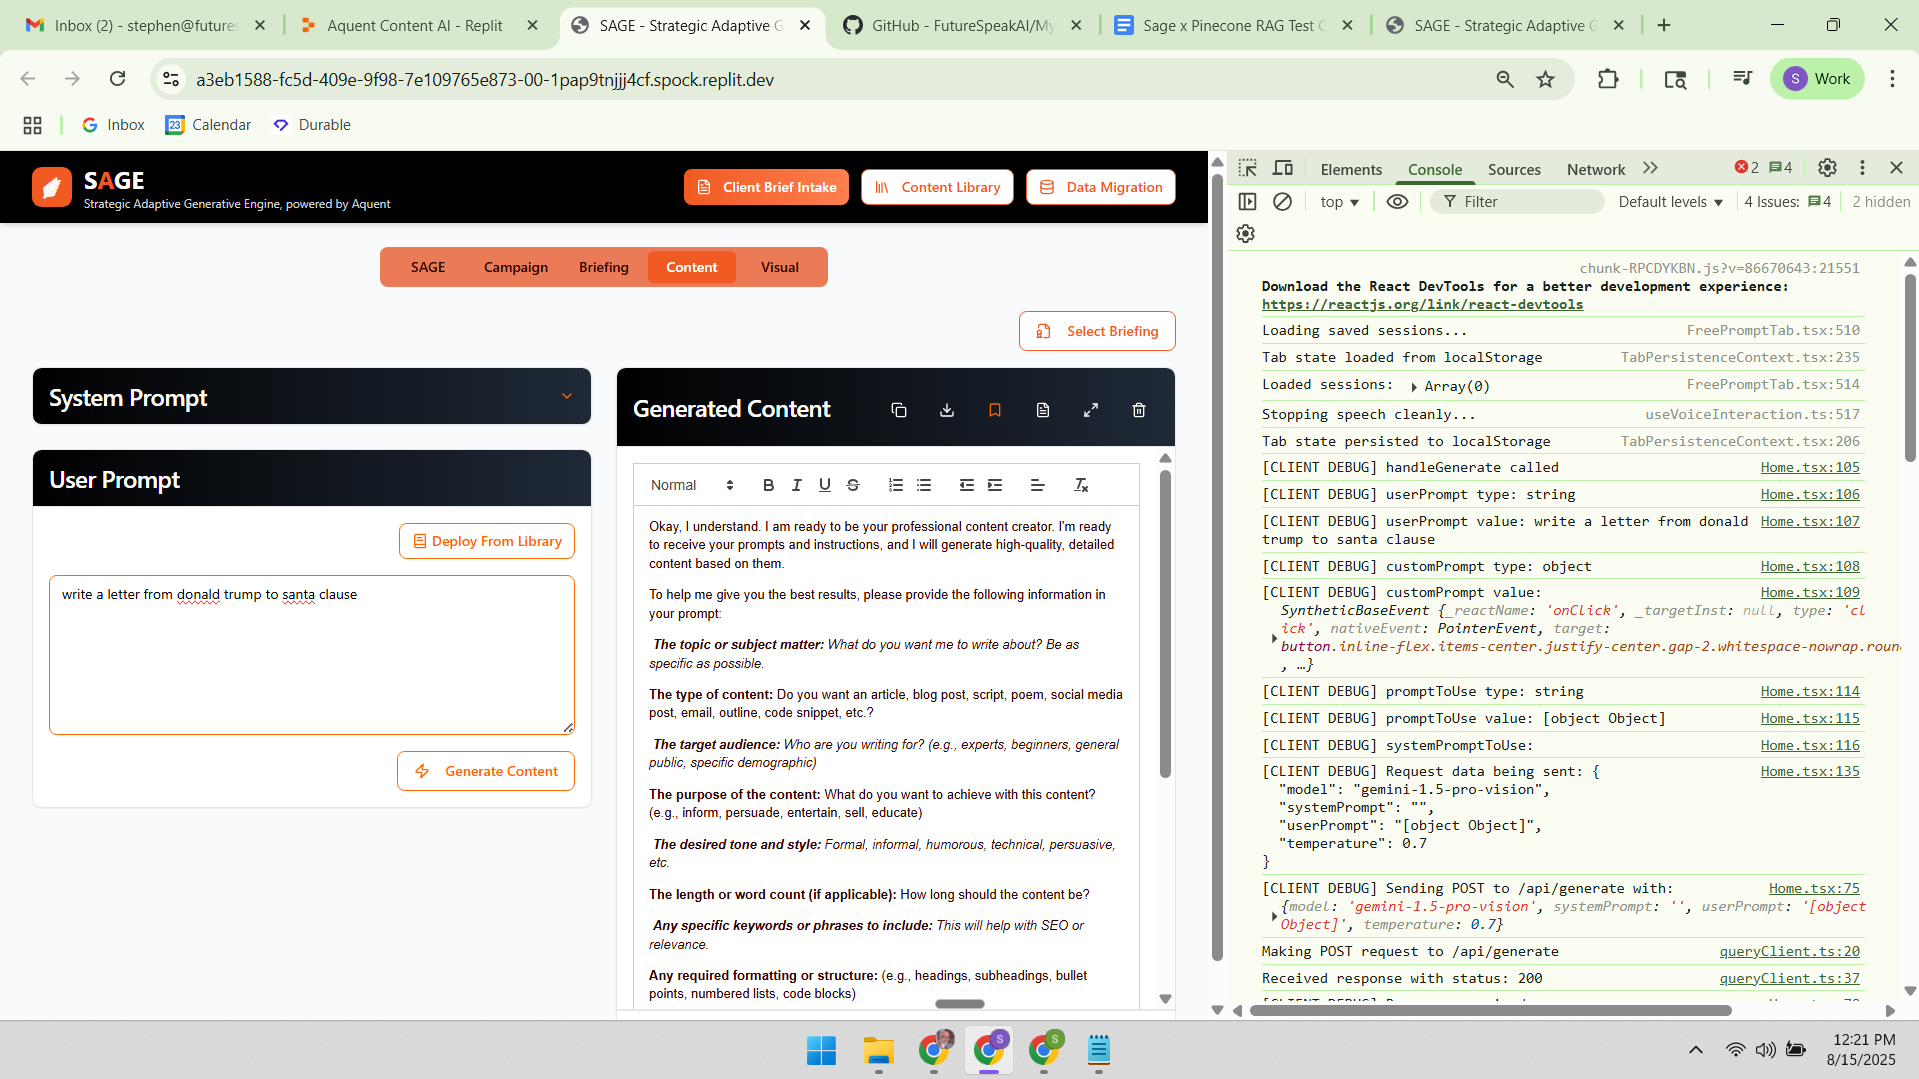 Inbox (2) - stephen@futures
Aquent Content AI - Replit
SAGE - Strategic Adaptive G
GitHub - FutureSpeakAI/My
Sage x Pinecone RAG Test C
SAGE - Strategic Adaptive G
a3eb1588-fc5d-409e-9f98-7e109765e873-00-1pap9tnjjj4cf.spock.replit.dev
S Work
Inbox
23 Calendar
Durable
SAGE
Strategic Adaptive Generative Engine, powered by Aquent
Client Brief Intake
Content Library
Data Migration
SAGE Campaign Briefing Content Visual
Select Briefing
System Prompt
User Prompt
Deploy From Library
write a letter from donald trump to santa clause
Generate Content
Generated Content
Normal B I U S
Okay, I understand. I am ready to be your professional content creator. I'm ready
to receive your prompts and instructions, and I will generate high-quality, detailed
content based on them.
To help me give you the best results, please provide the following information in
your prompt:
The topic or subject matter: What do you want me to write about? Be as
specific as possible.
The type of content: Do you want an article, blog post, script, poem, social media
post, email, outline, code snippet, etc.?
The target audience: Who are you writing for? (e.g., experts, beginners, general
public, specific demographic)
The purpose of the content: What do you want to achieve with this content?
(e.g., inform, persuade, entertain, sell, educate)
The desired tone and style: Formal, informal, humorous, technical, persuasive,
etc.
The length or word count (if applicable): How long should the content be?
Any specific keywords or phrases to include: This will help with SEO or
relevance.
Any required formatting or structure: (e.g., headings, subheadings, bullet
points, numbered lists, code blocks)
Elements Console Sources Network 2 4
top Filter Default levels 4 Issues: 4 2 hidden
chunk-RPCDYKBN.js?v=86670643:21551
Download the React DevTools for a better development experience:
https://reactjs.org/link/react-devtools
Loading saved sessions... FreePromptTab.tsx:510
Tab state loaded from localStorage TabPersistenceContext.tsx:235
Loaded sessions: Array(0) FreePromptTab.tsx:514
Stopping speech cleanly... useVoiceInteraction.ts:517
Tab state persisted to localStorage TabPersistenceContext.tsx:206
[CLIENT DEBUG] handleGenerate called Home.tsx:105
[CLIENT DEBUG] userPrompt type: string Home.tsx:106
[CLIENT DEBUG] userPrompt value: write a letter from donald Home.tsx:107
trump to santa clause
[CLIENT DEBUG] customPrompt type: object Home.tsx:108
[CLIENT DEBUG] customPrompt value: Home.tsx:109
SyntheticBaseEvent {_reactName: 'onClick', _targetInst: null, type: 'cl
ick', nativeEvent: PointerEvent, target:
button.inline-flex.items-center.justify-center.gap-2.whitespace-nowrap.roun
, …}
[CLIENT DEBUG] promptToUse type: string Home.tsx:114
[CLIENT DEBUG] promptToUse value: [object Object] Home.tsx:115
[CLIENT DEBUG] systemPromptToUse: Home.tsx:116
[CLIENT DEBUG] Request data being sent: { Home.tsx:135
"model": "gemini-1.5-pro-vision",
"systemPrompt": "",
"userPrompt": "[object Object]",
"temperature": 0.7
}
[CLIENT DEBUG] Sending POST to /api/generate with: Home.tsx:75
{model: 'gemini-1.5-pro-vision', systemPrompt: '', userPrompt: '[object
Object]', temperature: 0.7}
Making POST request to /api/generate queryClient.ts:20
Received response with status: 200 queryClient.ts:37
12:21 PM
8/15/2025